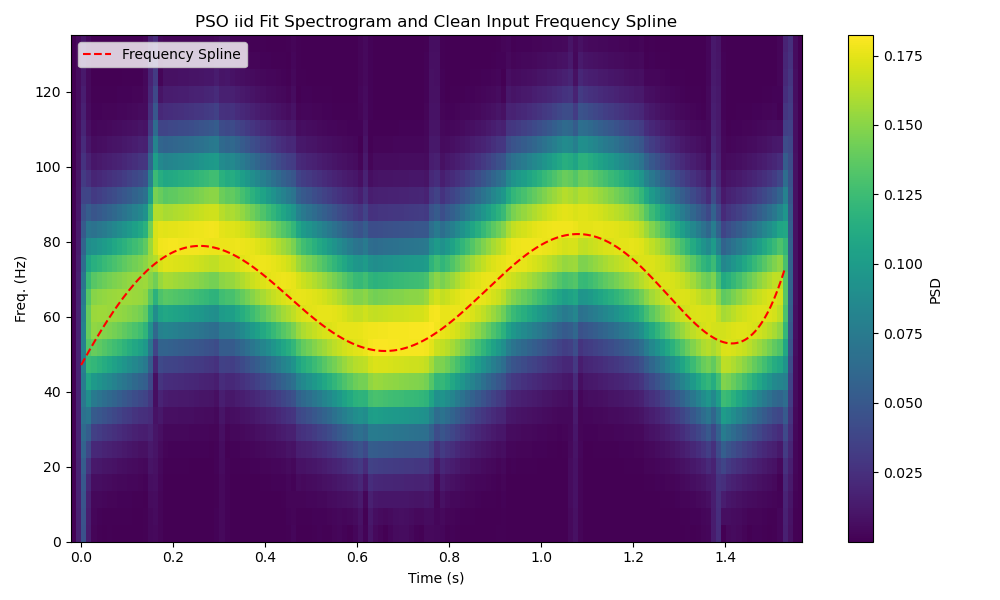 PSO iid Fit Spectrogram and Clean Input Frequency Spline
Frequency Spline
Freq. (Hz)
120
100
80
60
40
20
0
0.0 0.2 0.4 0.6 0.8 1.0 1.2 1.4
Time (s)
0.175
0.150
0.125
0.100
0.075
0.050
0.025
PSD